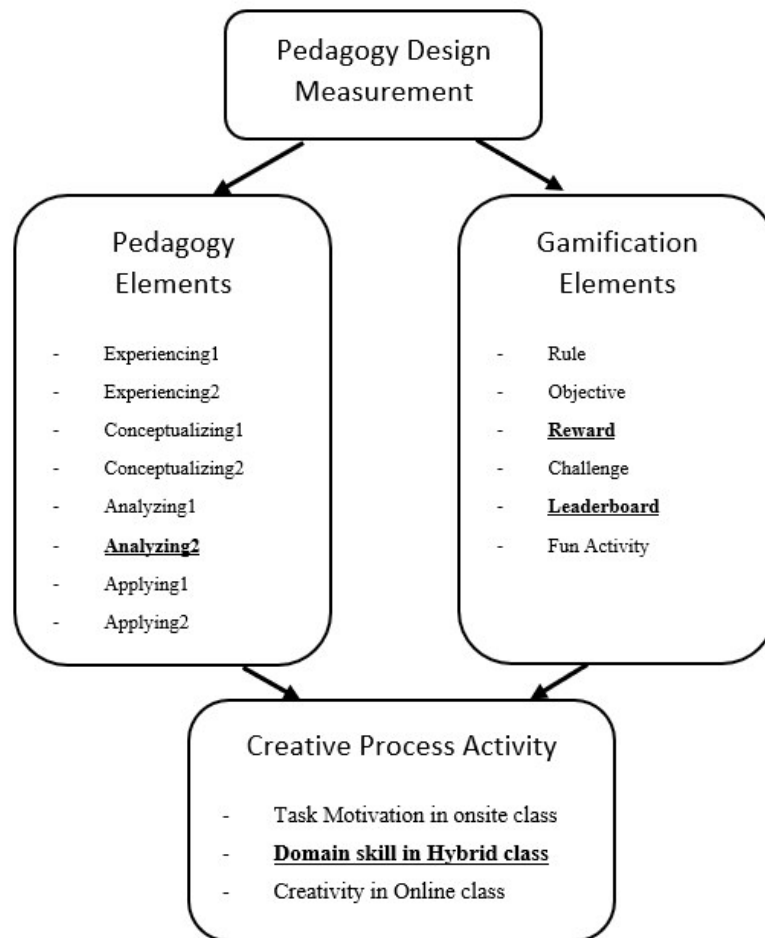 Pedagogy Design
Measurement
Pedagogy
Elements
- Experiencing1
- Experiencing2
- Conceptualizing1
- Conceptualizing2
- Analyzing1
- Analyzing2
- Applying1
- Applying2
Gamification
Elements
- Rule
- Objective
- Reward
- Challenge
- Leaderboard
- Fun Activity
Creative Process Activity
- Task Motivation in onsite class
- Domain skill in Hybrid class
- Creativity in Online class